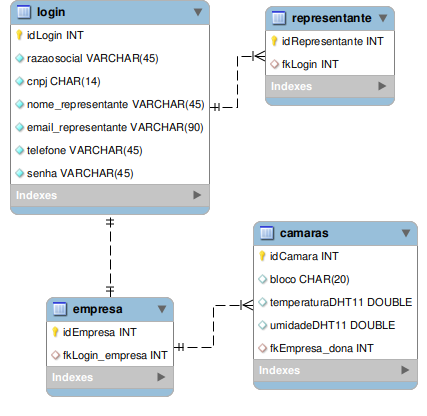 login
idLogin INT
razaosocial VARCHAR(45)
cnpj CHAR(14)
nome_representante VARCHAR(45)
email_representante VARCHAR(90)
telefone VARCHAR(45)
senha VARCHAR(45)
Indexes
representante
idRepresentante INT
fkLogin INT
Indexes
empresa
idEmpresa INT
fkLogin_empresa INT
Indexes
camaras
idCamara INT
bloco CHAR(20)
temperaturaDHT11 DOUBLE
umidadeDHT11 DOUBLE
fkEmpresa_dona INT
Indexes